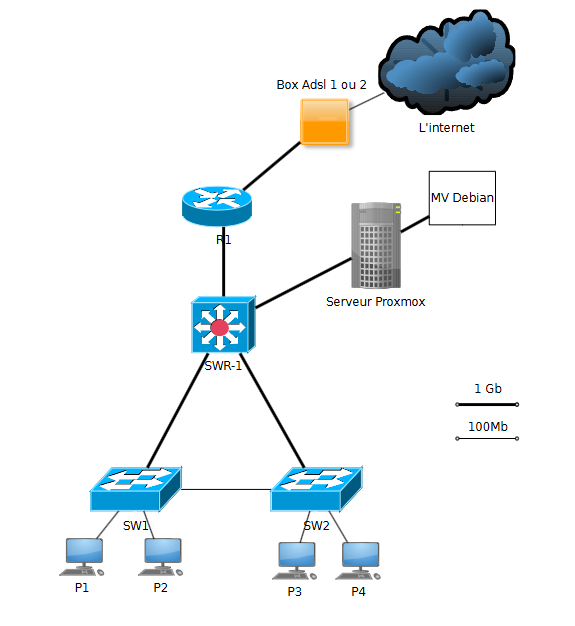 Box Adsl 1 ou 2
L'internet
MV Debian
R1
Serveur Proxmox
SWR-1
1 Gb
100Mb
SW1
SW2
P1
P2
P3
P4